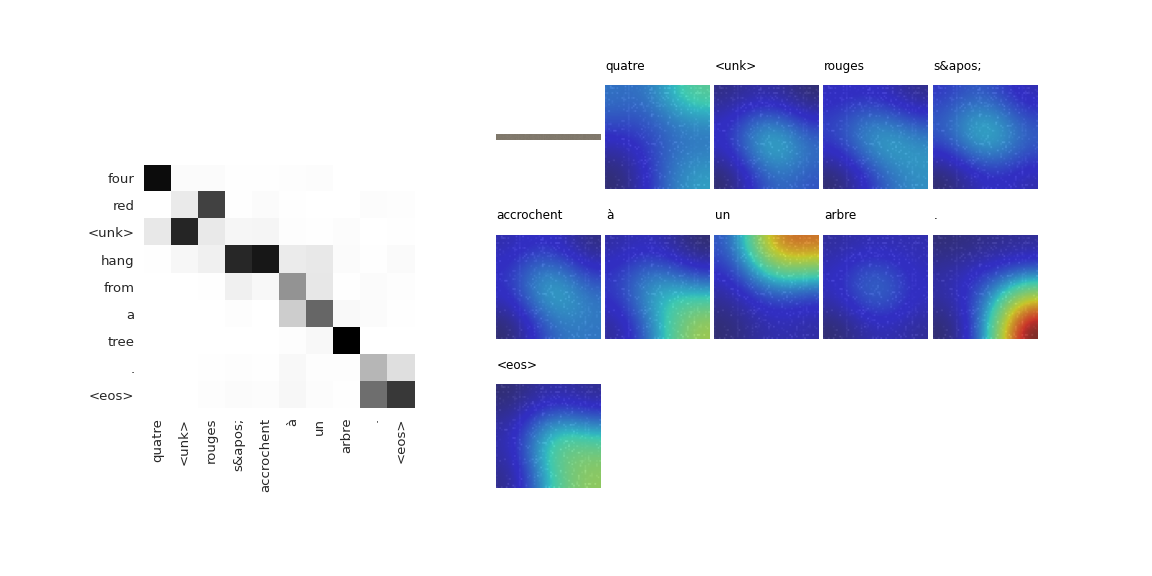 four
red
<unk>
hang
from
a
tree
.
<eos>
quatre
<unk>
rouges
s&apos;
accrochent
à
un
arbre
.
<eos>
quatre <unk> rouges s&apos;
accrochent à un arbre .
<eos>